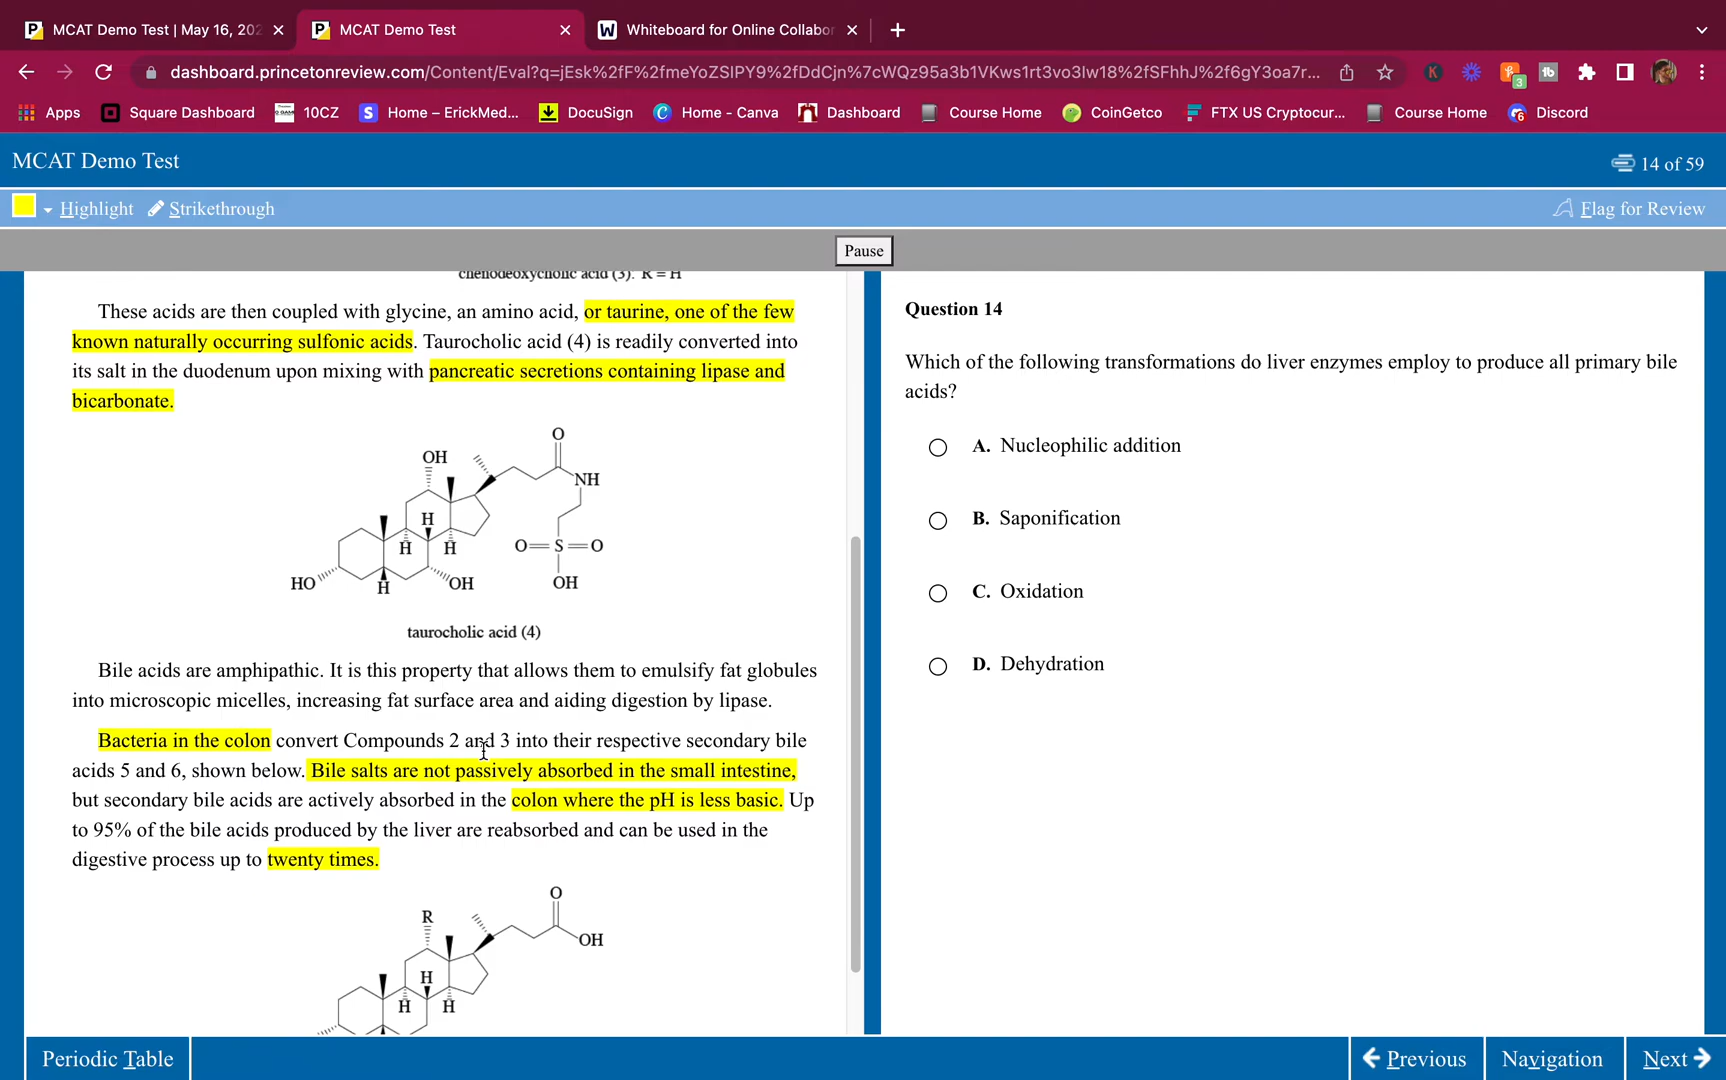 MCAT Demo Test | May 16, 202
MCAT Demo Test
Whiteboard for Online Collabor
dashboard.princetonreview.com/Content/Eval?q=jEsk%2fF%2fmeYoZSIPY9%2fDdCjn%7cWQz95a3b1VKws1rt3vo3lw18%2fSFhhJ%2f6gY3oa7r...
Apps
Square Dashboard
10CZ
Home – ErickMed...
DocuSign
Home - Canva
Dashboard
Course Home
CoinGetco
FTX US Cryptocur...
Course Home
Discord
MCAT Demo Test
14 of 59
Highlight
Strikethrough
Flag for Review
Pause
chenodeoxycholic acid (3): R = H
These acids are then coupled with glycine, an amino acid, or taurine, one of the few
known naturally occurring sulfonic acids. Taurocholic acid (4) is readily converted into
its salt in the duodenum upon mixing with pancreatic secretions containing lipase and
bicarbonate.
O
OH
NH
H
H H
O=S=O
HO
H
OH
OH
taurocholic acid (4)
Bile acids are amphipathic. It is this property that allows them to emulsify fat globules
into microscopic micelles, increasing fat surface area and aiding digestion by lipase.
Bacteria in the colon convert Compounds 2 and 3 into their respective secondary bile
acids 5 and 6, shown below. Bile salts are not passively absorbed in the small intestine,
but secondary bile acids are actively absorbed in the colon where the pH is less basic. Up
to 95% of the bile acids produced by the liver are reabsorbed and can be used in the
digestive process up to twenty times.
O
R
OH
H
H H
Question 14
Which of the following transformations do liver enzymes employ to produce all primary bile
acids?
A. Nucleophilic addition
B. Saponification
C. Oxidation
D. Dehydration
Periodic Table
Previous
Navigation
Next